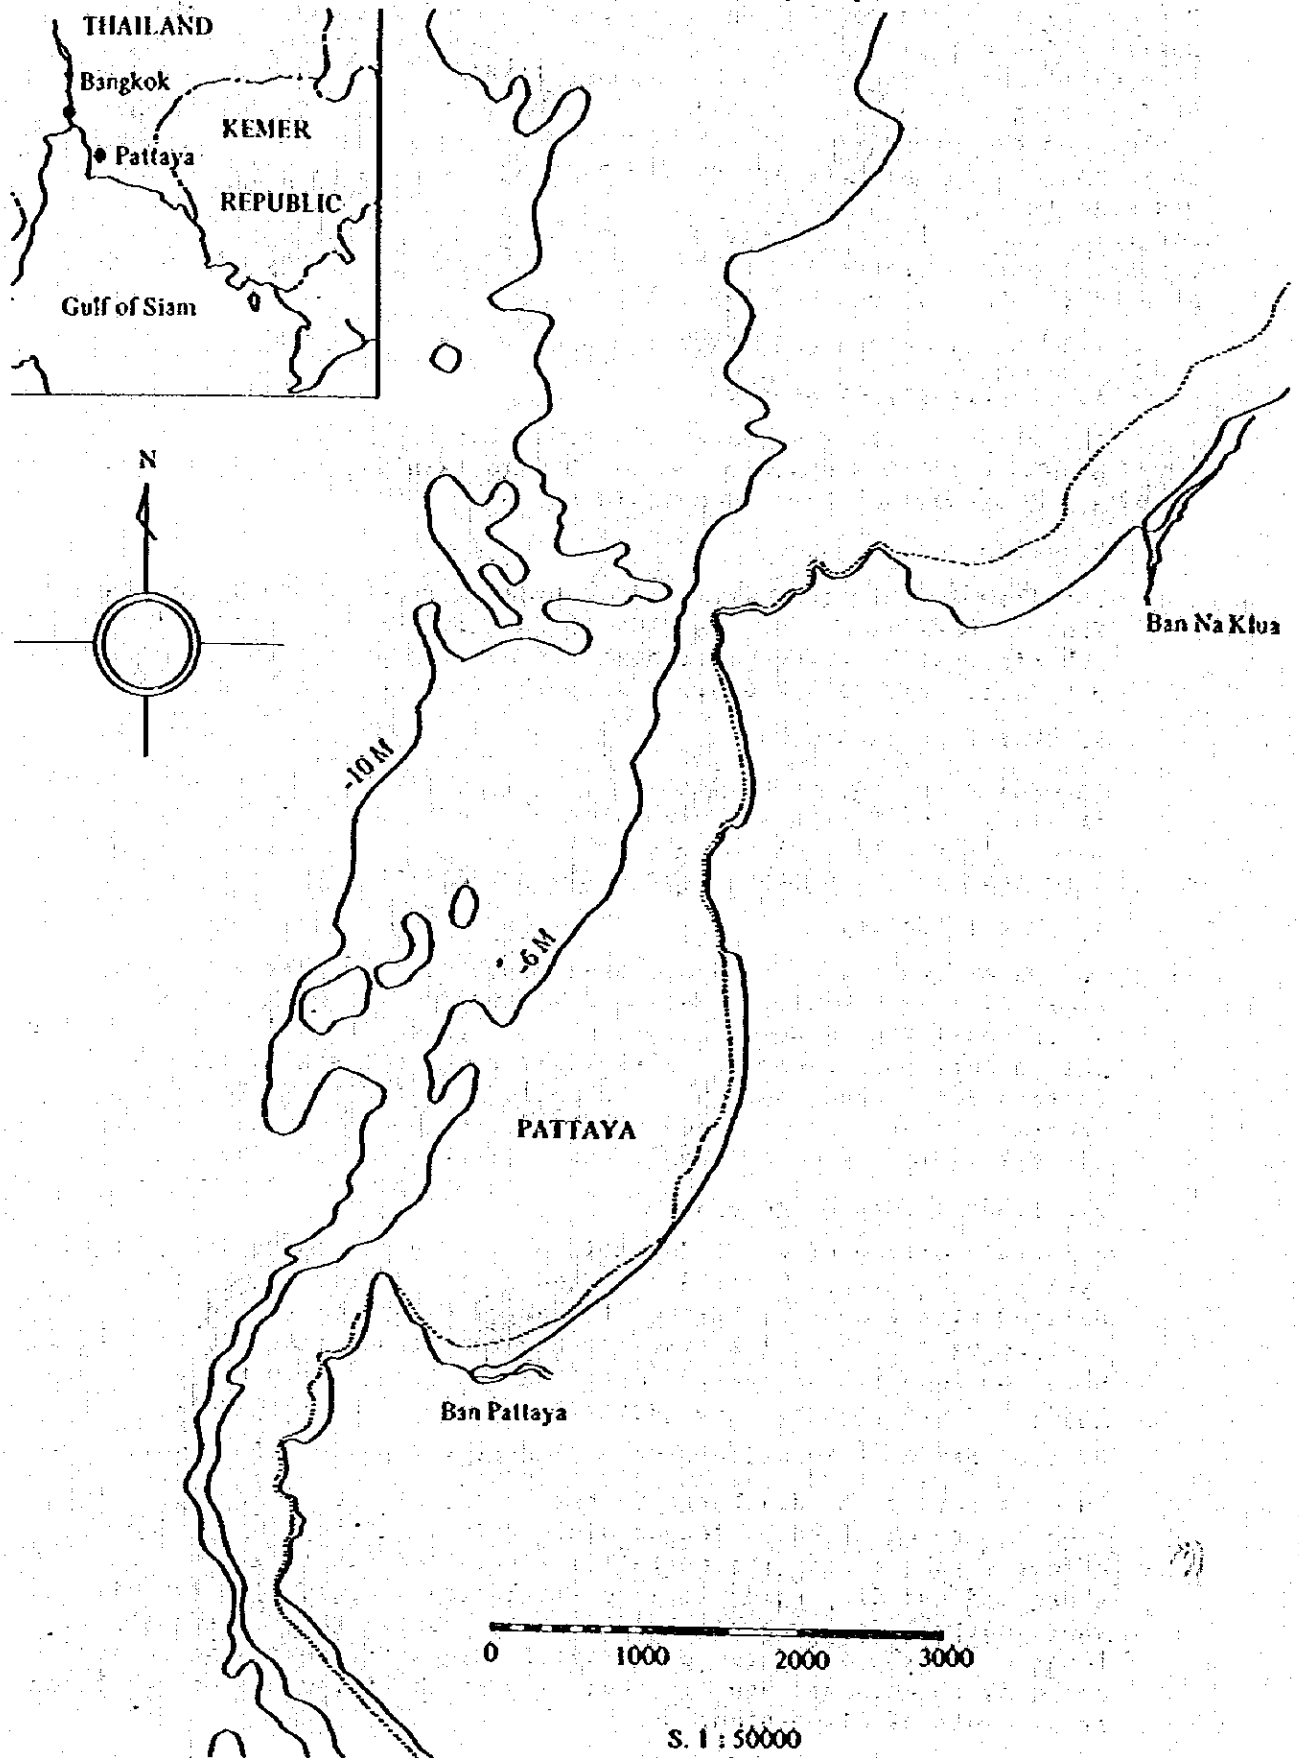 THAILAND
Bangkok
KEMER
Pattaya
REPUBLIC
Gulf of Siam
N
Ban Na Klua
-10 M
-6 M
PATTAYA
Ban Pattaya
0 1000 2000 3000
S. 1 : 50000